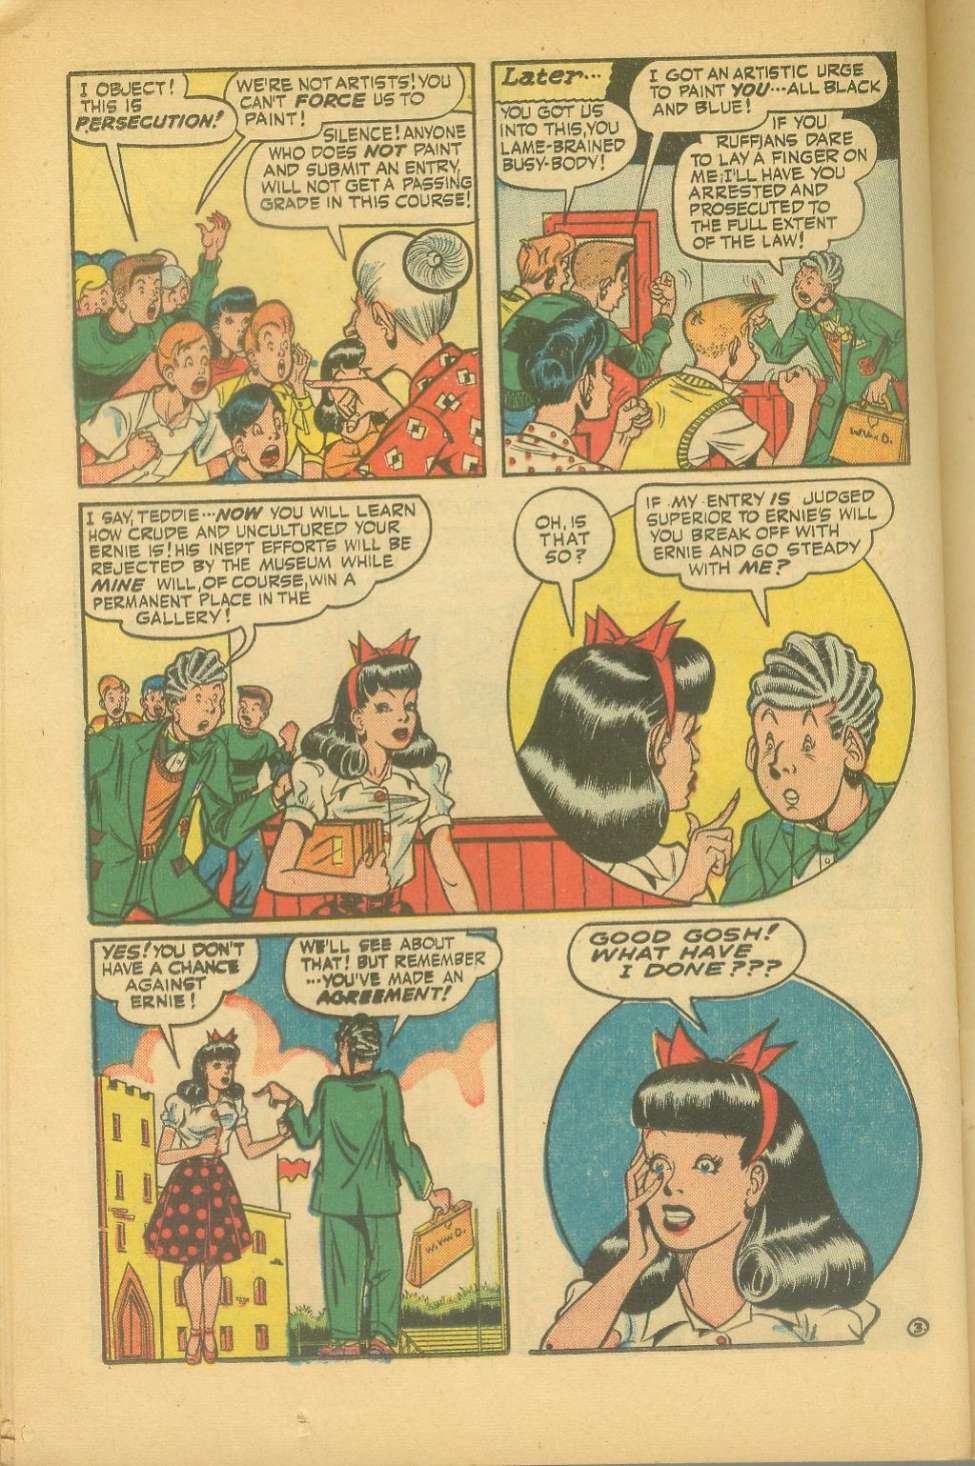 I OBJECT!
THIS IS
PERSECUTION!
WE'RE NOT ARTISTS! YOU
CAN'T FORCE US TO
PAINT!
SILENCE! ANYONE
WHO DOES NOT PAINT
AND SUBMIT AN ENTRY,
WILL NOT GET A PASSING
GRADE IN THIS COURSE!
Later...
YOU GOT US
INTO THIS, YOU
LAME-BRAINED
BUSY-BODY!
I GOT AN ARTISTIC URGE
TO PAINT YOU...ALL BLACK
AND BLUE!
IF YOU
RUFFIANS DARE
TO LAY A FINGER ON
ME, I'LL HAVE YOU
ARRESTED AND
PROSECUTED TO
THE FULL EXTENT
OF THE LAW!
W.VW.D.
I SAY, TEDDIE...NOW YOU WILL LEARN
HOW CRUDE AND UNCULTURED YOUR
ERNIE IS! HIS INEPT EFFORTS WILL BE
REJECTED BY THE MUSEUM WHILE
MINE WILL, OF COURSE, WIN A
PERMANENT PLACE IN THE
GALLERY!
OH, IS
THAT
SO?
IF MY ENTRY IS JUDGED
SUPERIOR TO ERNIE'S WILL
YOU BREAK OFF WITH
ERNIE AND GO STEADY
WITH ME?
YES! YOU DON'T
HAVE A CHANCE
AGAINST
ERNIE!
WE'LL SEE ABOUT
THAT! BUT REMEMBER
...YOU'VE MADE AN
AGREEMENT!
W.VW.D.
GOOD GOSH!
WHAT HAVE
I DONE???
3